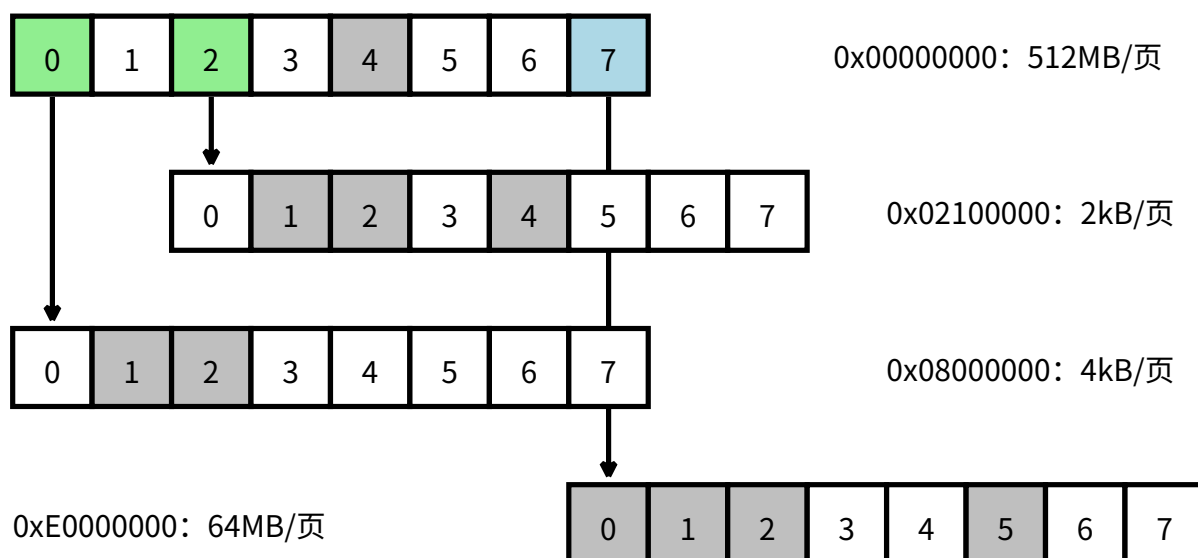 0 1 2 3 4 5 6 7 0x00000000：512MB/页
0 1 2 3 4 5 6 7 0x02100000：2kB/页
0 1 2 3 4 5 6 7 0x08000000：4kB/页
0xE0000000：64MB/页 0 1 2 3 4 5 6 7